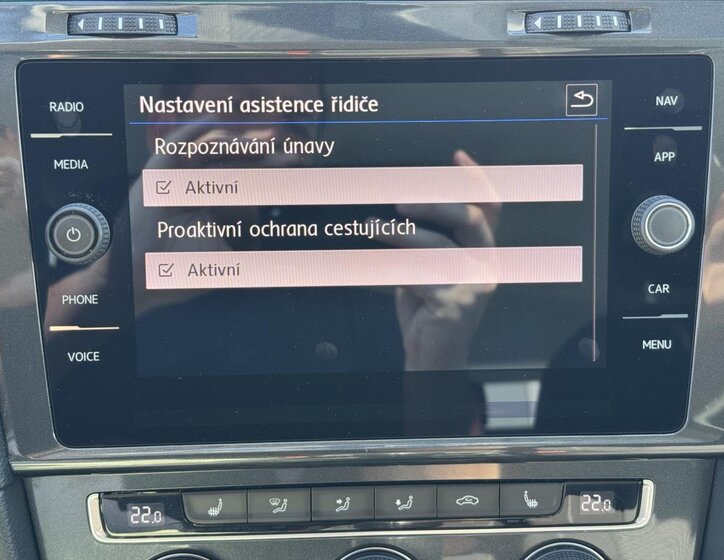 RADIO
MEDIA
PHONE
VOICE
Nastavení asistence řidiče
Rozpoznávání únavy
Aktivní
Proaktivní ochrana cestujících
Aktivní
NAV
APP
CAR
MENU
22.0
22.0